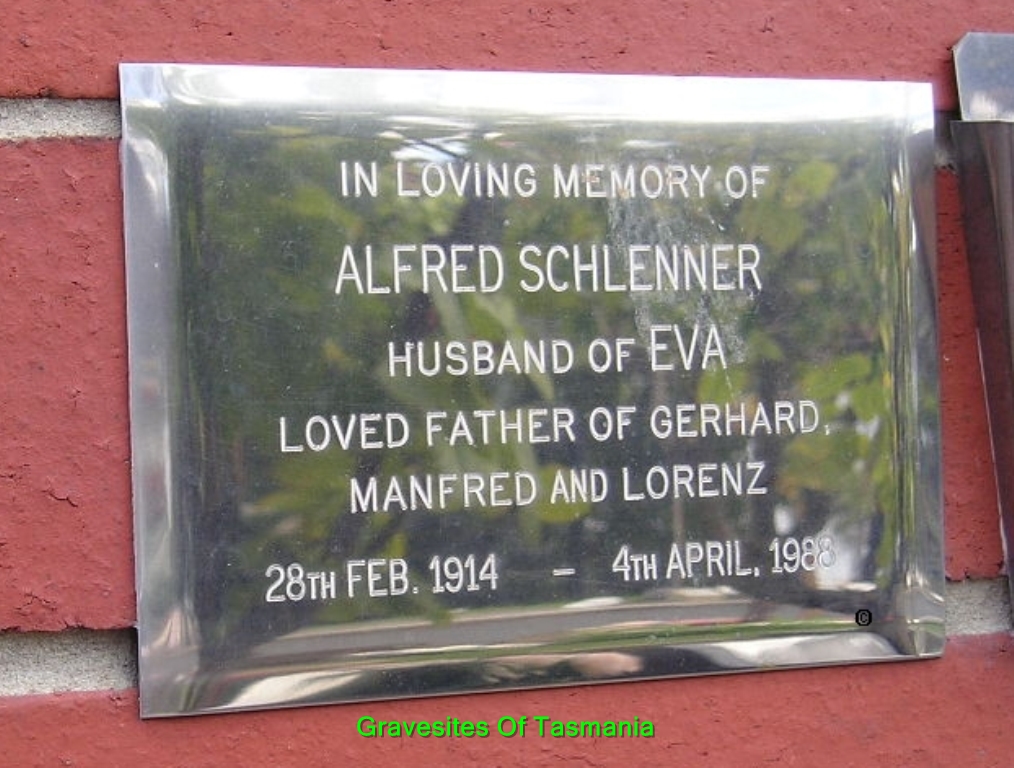 IN LOVING MEMORY OF
ALFRED SCHLENNER
HUSBAND OF EVA
LOVED FATHER OF GERHARD,
MANFRED AND LORENZ
28TH FEB. 1914 – 4TH APRIL, 1988
©
Gravesites Of Tasmania